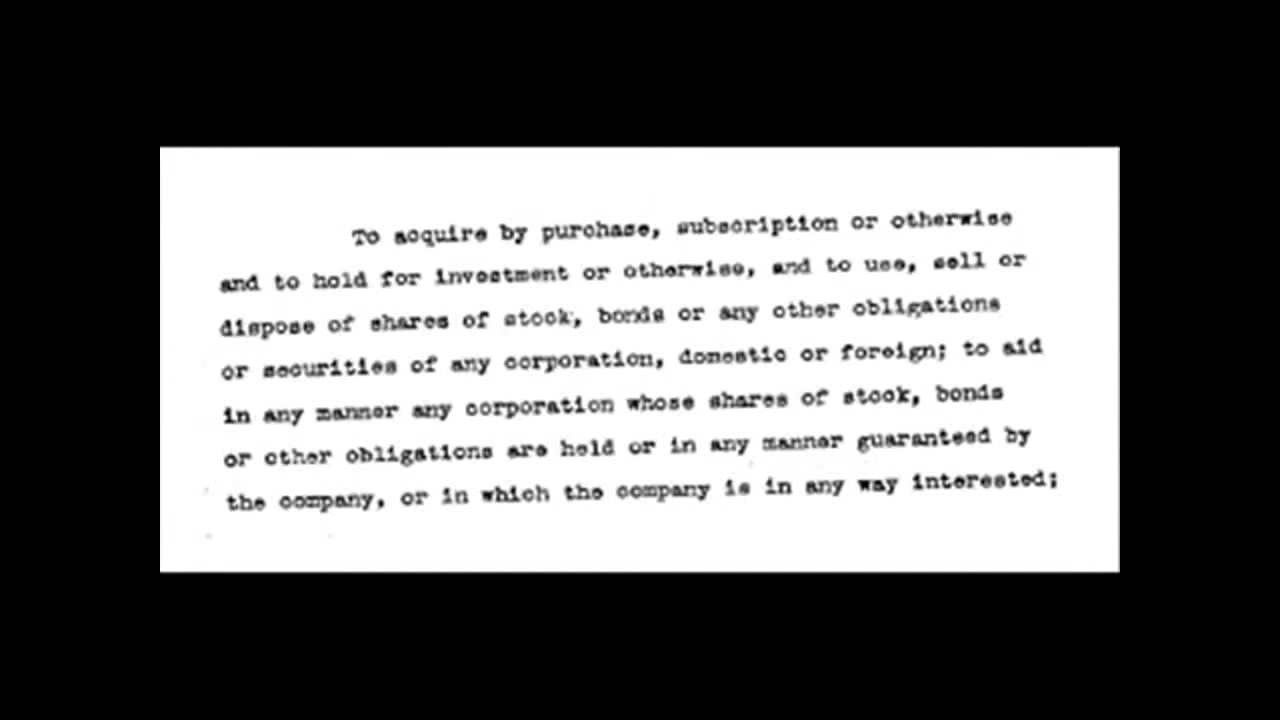 To acquire by purchase, subscription or otherwise
and to hold for investment or otherwise, and to use, sell or
dispose of shares of stock, bonds or any other obligations
or securities of any corporation, domestic or foreign; to aid
in any manner any corporation whose shares of stock, bonds
or other obligations are held or in any manner guaranteed by
the company, or in which the company is in any way interested;